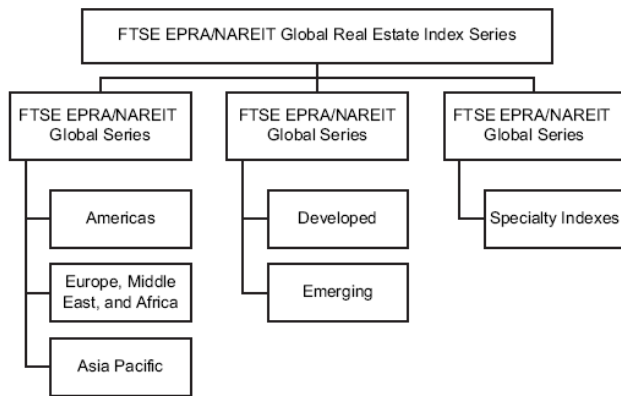 FTSE EPRA/NAREIT Global Real Estate Index Series
FTSE EPRA/NAREIT
Global Series
FTSE EPRA/NAREIT
Global Series
FTSE EPRA/NAREIT
Global Series
Americas
Developed
Specialty Indexes
Europe, Middle
East, and Africa
Emerging
Asia Pacific